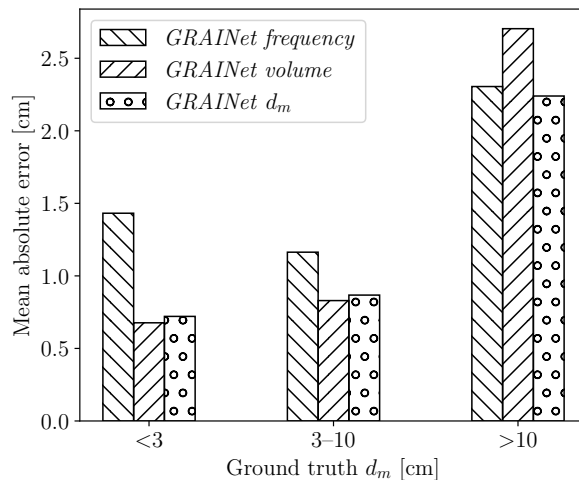 GRAINet frequency
GRAINet volume
GRAINet d_m
Mean absolute error [cm]
2.5
2.0
1.5
1.0
0.5
0.0
<3
3–10
>10
Ground truth d_m [cm]